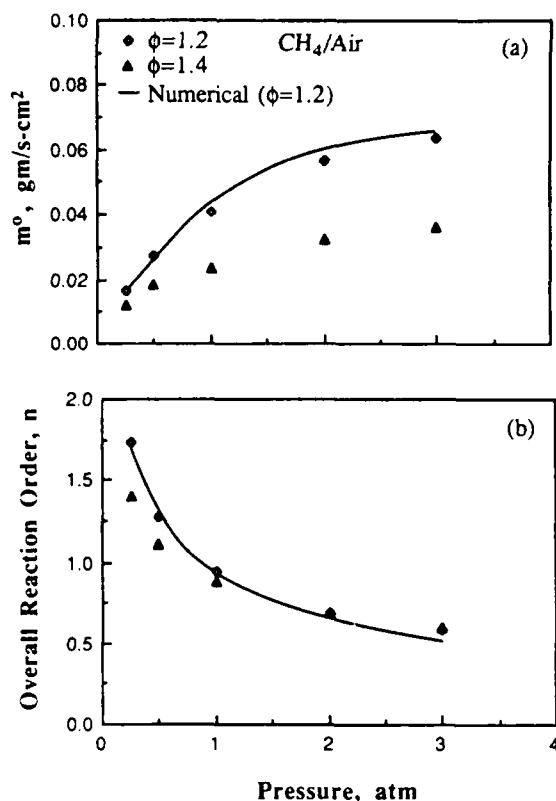 0.10
0.08
0.06
0.04
0.02
0.00
m⁰, gm/s-cm²
ϕ=1.2
ϕ=1.4
Numerical (ϕ=1.2)
CH₄/Air
(a)
2.0
1.5
1.0
0.5
0.0
Overall Reaction Order, n
(b)
0 1 2 3 4
Pressure, atm